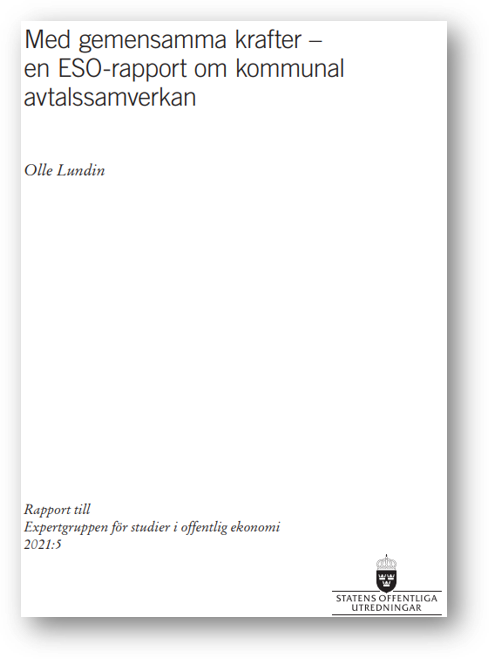 Med gemensamma krafter –
en ESO-rapport om kommunal
avtalssamverkan
Olle Lundin
Rapport till
Expertgruppen för studier i offentlig ekonomi
2021:5
STATENS OFFENTLIGA
UTREDNINGAR